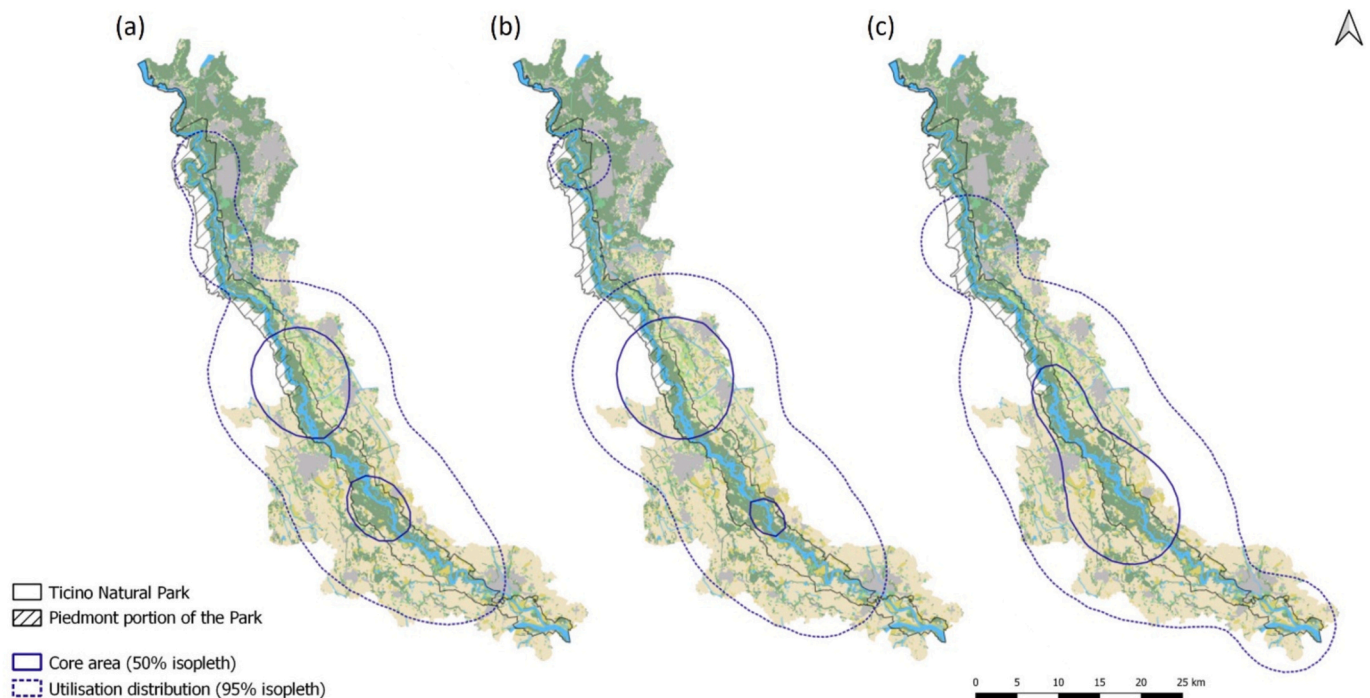 (a)
(b)
(c)
Ticino Natural Park
Piedmont portion of the Park
Core area (50% isopleth)
Utilisation distribution (95% isopleth)
0 5 10 15 20 25 km